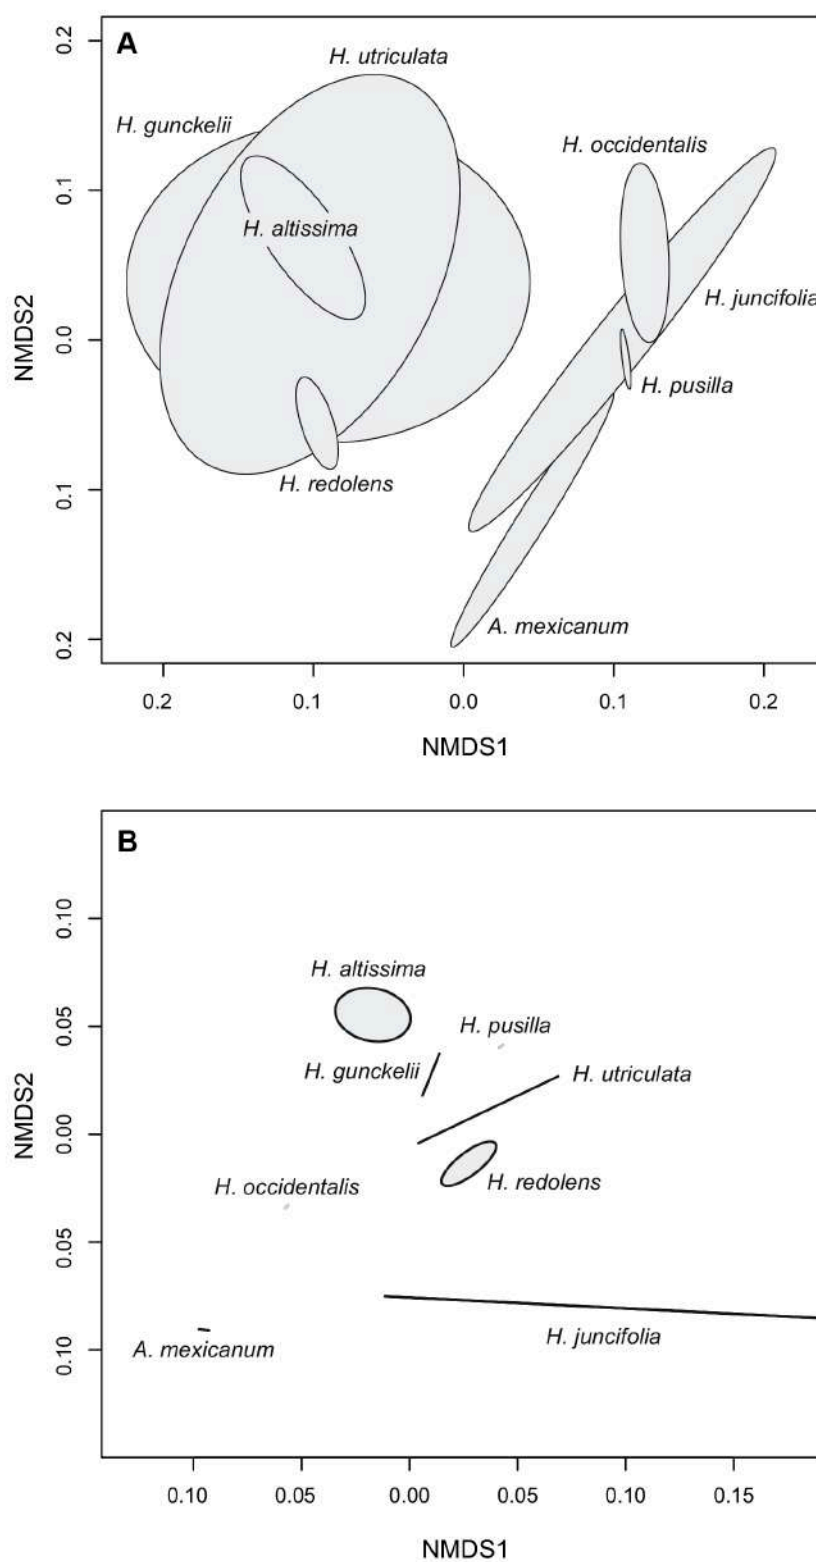 A
H. utriculata
H. gunckelii
H. occidentalis
H. altissima
H. juncifolia
H. pusilla
H. redolens
A. mexicanum
0.2
0.1
0.0
0.1
0.2
NMDS2
0.2 0.1 0.0 0.1 0.2
NMDS1
B
H. altissima
H. pusilla
H. gunckelii
H. utriculata
H. redolens
H. occidentalis
H. juncifolia
A. mexicanum
0.10
0.05
0.00
0.05
0.10
NMDS2
0.10 0.05 0.00 0.05 0.10 0.15
NMDS1